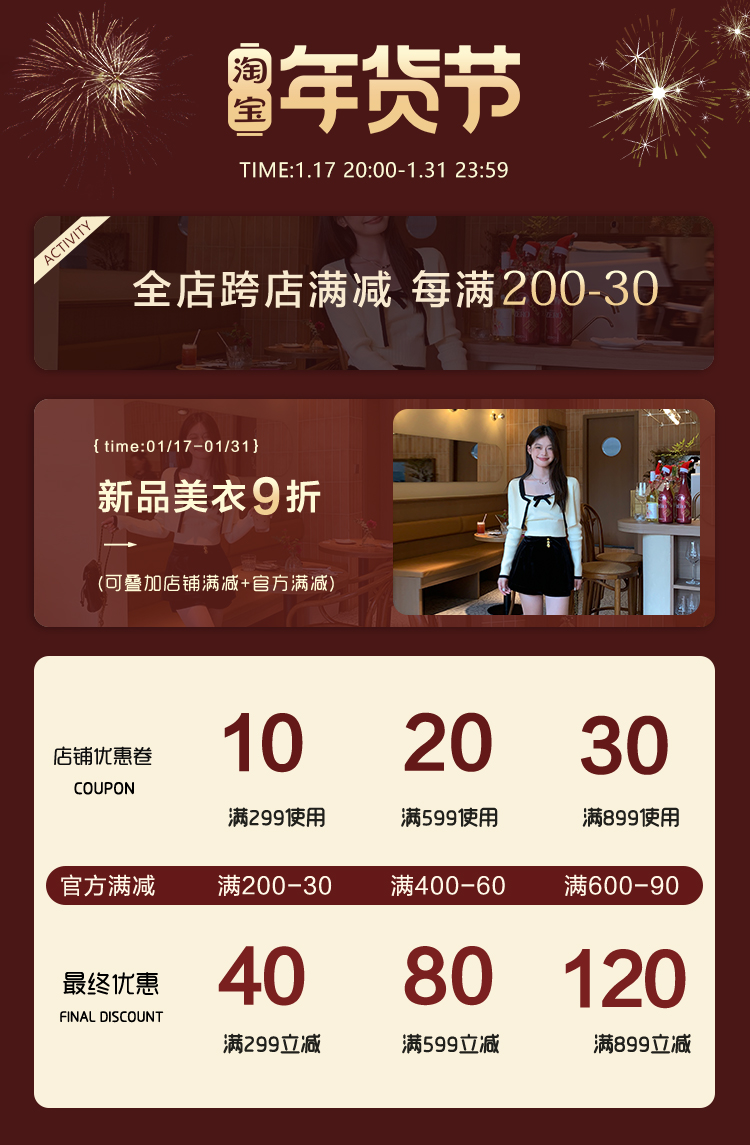 淘宝
年货节
TIME:1.17 20:00-1.31 23:59
ACTIVITY
全店跨店满减 每满200-30
{ time:01/17-01/31}
新品美衣9折
(可叠加店铺满减+官方满减)
10 20 30
店铺优惠卷
COUPON
满299使用 满599使用 满899使用
官方满减 满200-30 满400-60 满600-90
40 80 120
最终优惠
FINAL DISCOUNT
满299立减 满599立减 满899立减